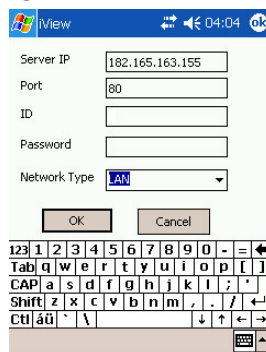 iView 04:04 ok
Server IP 182.165.163.155
Port 80
ID
Password
Network Type LAN
OK Cancel
123 1 2 3 4 5 6 7 8 9 0 - =
Tab q w e r t y u i o p [ ]
CAP a s d f g h j k l ; '
Shift z x c v b n m , . /
Ctl áü ` \